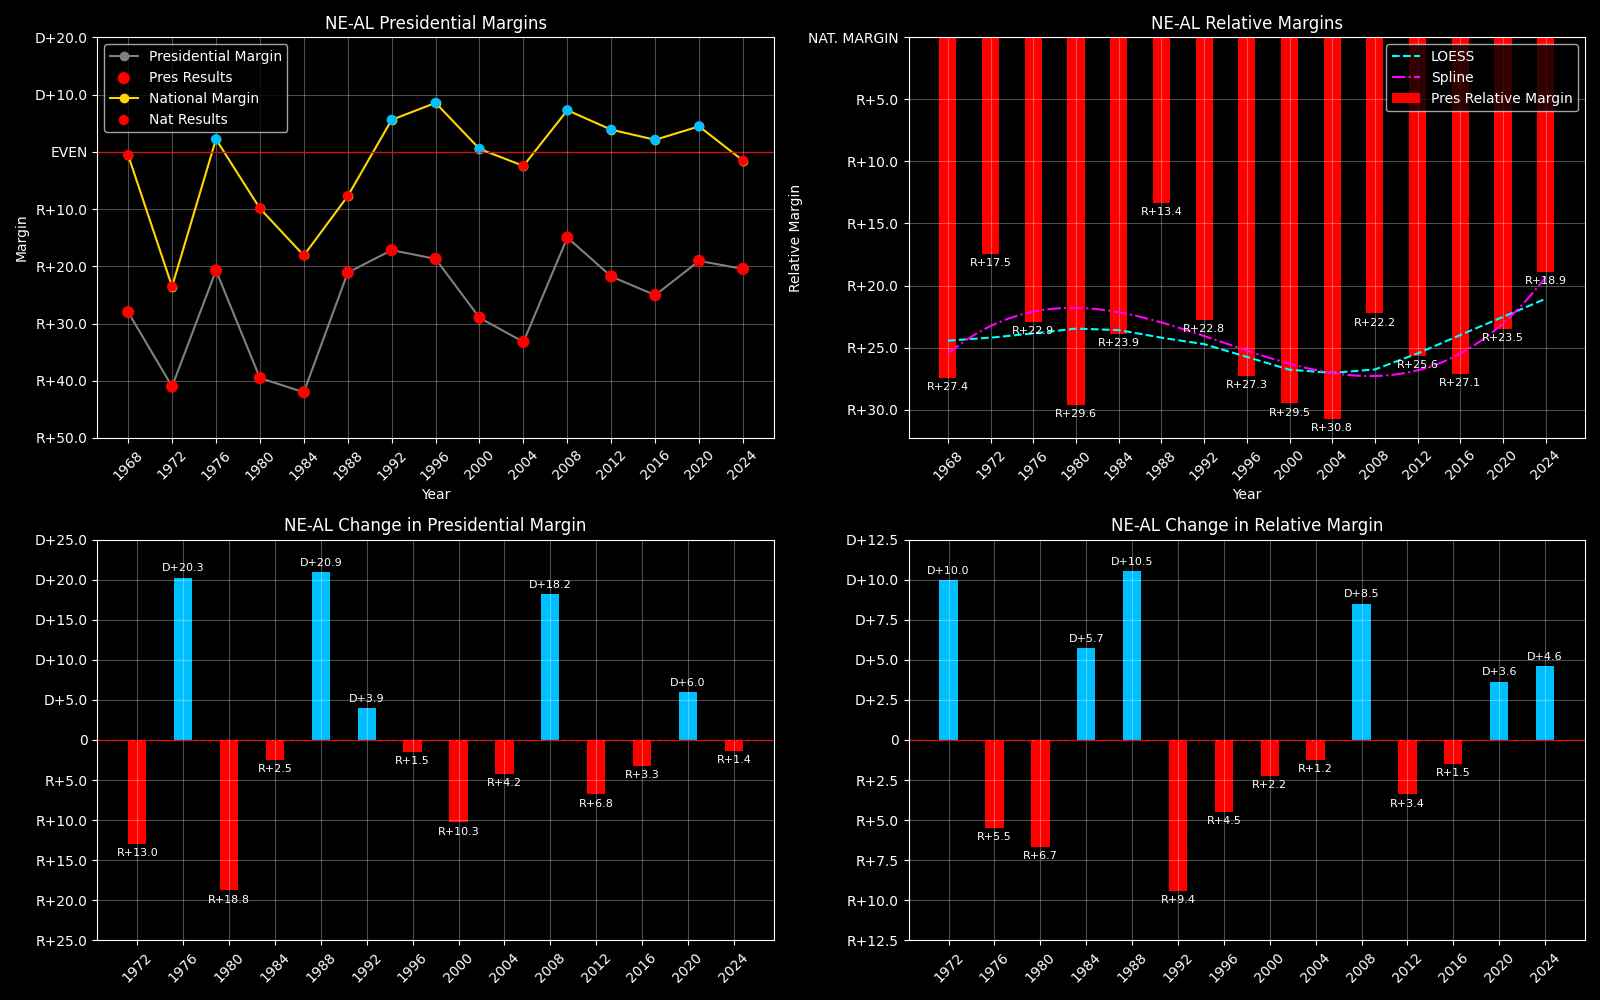 NE-AL Presidential Margins
D+20.0
D+10.0
EVEN
R+10.0
R+20.0
R+30.0
R+40.0
R+50.0
Margin
Presidential Margin
Pres Results
National Margin
Nat Results
1968 1972 1976 1980 1984 1988 1992 1996 2000 2004 2008 2012 2016 2020 2024
Year
NE-AL Relative Margins
NAT. MARGIN
R+5.0
R+10.0
R+15.0
R+20.0
R+25.0
R+30.0
Relative Margin
LOESS
Spline
Pres Relative Margin
R+27.4
R+17.5
R+22.9
R+29.6
R+23.9
R+13.4
R+22.8
R+27.3
R+29.5
R+30.8
R+22.2
R+25.6
R+27.1
R+23.5
R+18.9
1968 1972 1976 1980 1984 1988 1992 1996 2000 2004 2008 2012 2016 2020 2024
Year
NE-AL Change in Presidential Margin
D+25.0
D+20.0
D+15.0
D+10.0
D+5.0
0
R+5.0
R+10.0
R+15.0
R+20.0
R+25.0
R+13.0
D+20.3
R+18.8
R+2.5
D+20.9
D+3.9
R+1.5
R+10.3
R+4.2
D+18.2
R+6.8
R+3.3
D+6.0
R+1.4
1972 1976 1980 1984 1988 1992 1996 2000 2004 2008 2012 2016 2020 2024
NE-AL Change in Relative Margin
D+12.5
D+10.0
D+7.5
D+5.0
D+2.5
0
R+2.5
R+5.0
R+7.5
R+10.0
R+12.5
D+10.0
R+5.5
R+6.7
D+5.7
D+10.5
R+9.4
R+4.5
R+2.2
R+1.2
D+8.5
R+3.4
R+1.5
D+3.6
D+4.6
1972 1976 1980 1984 1988 1992 1996 2000 2004 2008 2012 2016 2020 2024